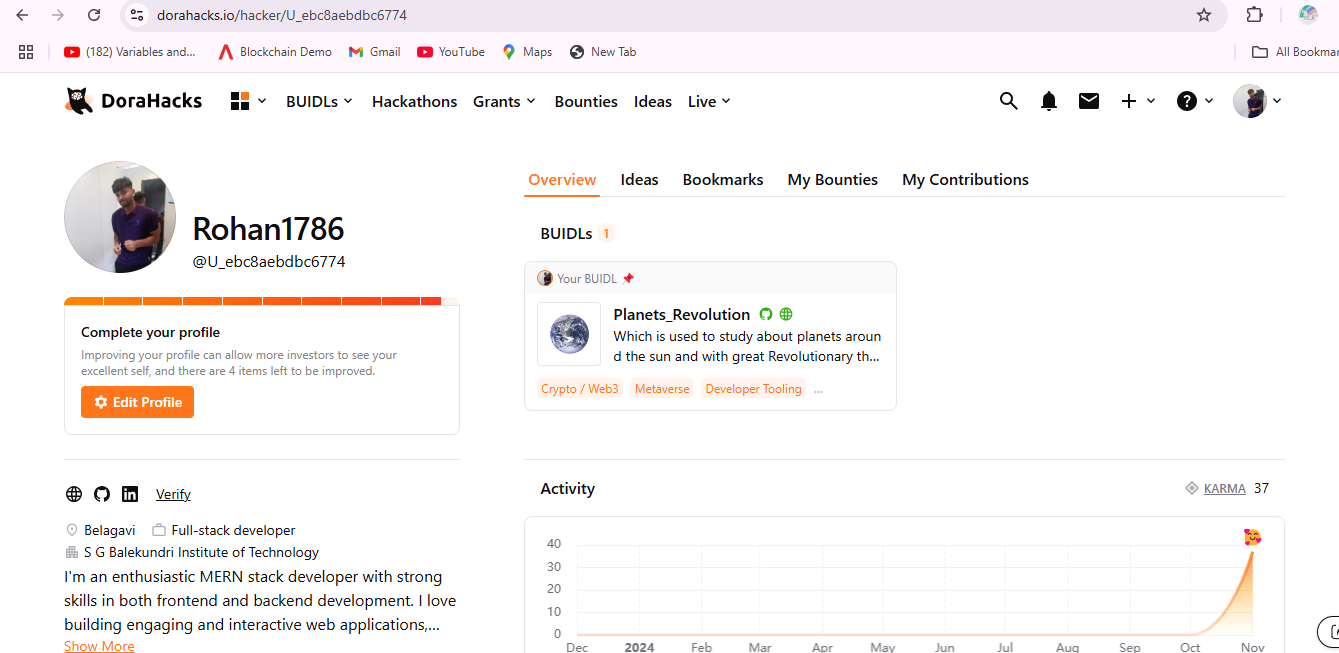 dorahacks.io/hacker/U_ebc8aebdbc6774
(182) Variables and...
Blockchain Demo
Gmail
YouTube
Maps
New Tab
All Bookmar
DoraHacks
BUIDLs
Hackathons
Grants
Bounties
Ideas
Live
Rohan1786
@U_ebc8aebdbc6774
Complete your profile
Improving your profile can allow more investors to see your
excellent self, and there are 4 items left to be improved.
Edit Profile
Verify
Belagavi
Full-stack developer
S G Balekundri Institute of Technology
I'm an enthusiastic MERN stack developer with strong
skills in both frontend and backend development. I love
building engaging and interactive web applications,...
Show More
Overview
Ideas
Bookmarks
My Bounties
My Contributions
BUIDLs 1
Your BUIDL
Planets_Revolution
Which is used to study about planets aroun
d the sun and with great Revolutionary th...
Crypto / Web3
Metaverse
Developer Tooling
...
Activity
KARMA 37
40
30
20
10
0
Dec
2024
Feb
Mar
Apr
May
Jun
Jul
Aug
Sep
Oct
Nov